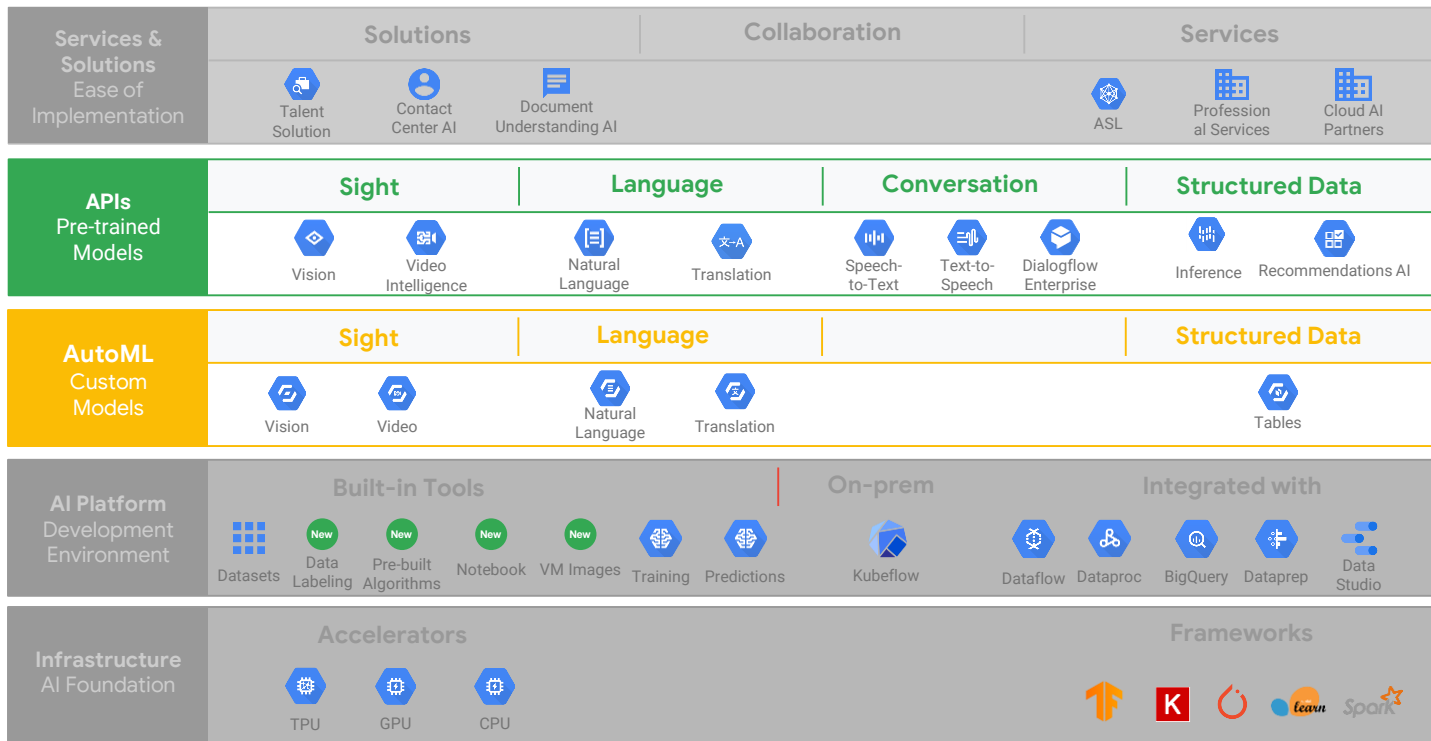 Services &
Solutions
Ease of
Implementation
Solutions
Collaboration
Services
Talent
Solution
Contact
Center AI
Document
Understanding AI
ASL
Profession
al Services
Cloud AI
Partners
APIs
Pre-trained
Models
Sight
Language
Conversation
Structured Data
Vision
Video
Intelligence
Natural
Language
文→A
Translation
Speech-
to-Text
Text-to-
Speech
Dialogflow
Enterprise
Inference
Recommendations AI
AutoML
Custom
Models
Sight
Language
Structured Data
Vision
Video
Natural
Language
文
Translation
Tables
AI Platform
Development
Environment
Built-in Tools
On-prem
Integrated with
Datasets
New
Data
Labeling
New
Pre-built
Algorithms
New
Notebook
New
VM Images
Training
Predictions
Kubeflow
Dataflow
Dataproc
BigQuery
Dataprep
Data
Studio
Infrastructure
AI Foundation
Accelerators
Frameworks
TPU
GPU
CPU
K
learn
Spark